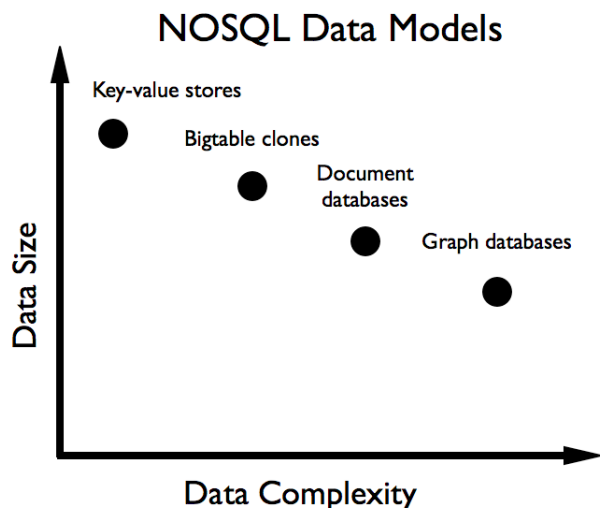 NOSQL Data Models
Key-value stores
Bigtable clones
Document
databases
Graph databases
Data Size
Data Complexity